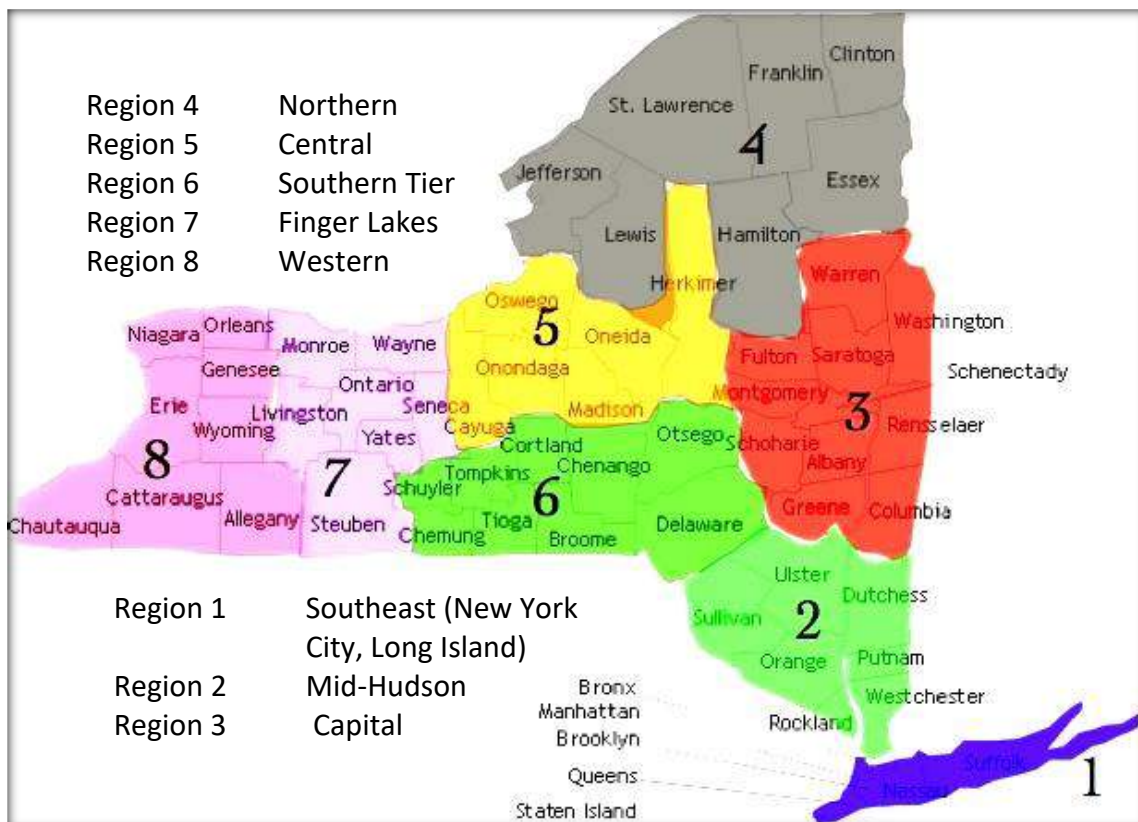 Clinton
Franklin
St. Lawrence
Region 4 Northern
Region 5 Central
4
Region 6 Southern Tier
Jefferson
Essex
Region 7 Finger Lakes
Lewis
Hamilton
Region 8 Western
Warren
Herkimer
Oswego
Niagara
Orleans
Monroe
Wayne
5
Oneida
Washington
Genesee
Onondaga
Fulton
Saratoga
Schenectady
Ontario
Erie
Livingston
Seneca
Madison
Montgomery
3
Wyoming
Yates
Cayuga
Cortland
Otsego
Schoharie
Rensselaer
8
7
Tompkins
Chenango
Albany
Cattaraugus
Schuyler
6
Greene
Columbia
Chautauqua
Allegany
Steuben
Chemung
Tioga
Broome
Delaware
Ulster
Region 1 Southeast (New York
City, Long Island)
Dutchess
Sullivan
2
Orange
Putnam
Region 2 Mid-Hudson
Bronx
Westchester
Manhattan
Rockland
Region 3 Capital
Brooklyn
Suffolk
Queens
Nassau
1
Staten Island